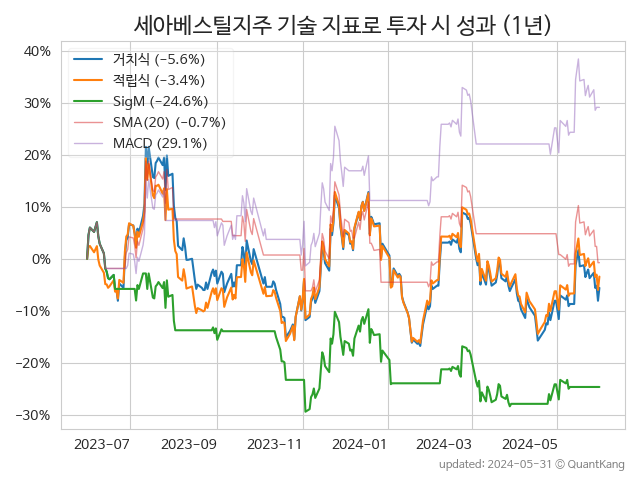 세아베스틸지주 기술 지표로 투자 시 성과 (1년)
거치식 (−5.6%)
적립식 (−3.4%)
SigM (−24.6%)
SMA(20) (−0.7%)
MACD (29.1%)
40%
30%
20%
10%
0%
−10%
−20%
−30%
2023−07 2023−09 2023−11 2024−01 2024−03 2024−05
updated: 2024-05-31 © QuantKang